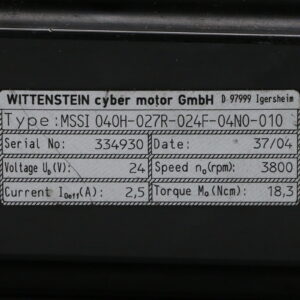 WITTENSTEIN cyber motor GmbH D 97999 Igersheim
Type: MSSI 040H-027R-024F-04N0-010
Serial No: 334930 Date: 37/04
Voltage U₀(V): 24 Speed n₀(rpm): 3800
Current I₀eff(A): 2,5 Torque M₀(Ncm): 18,3